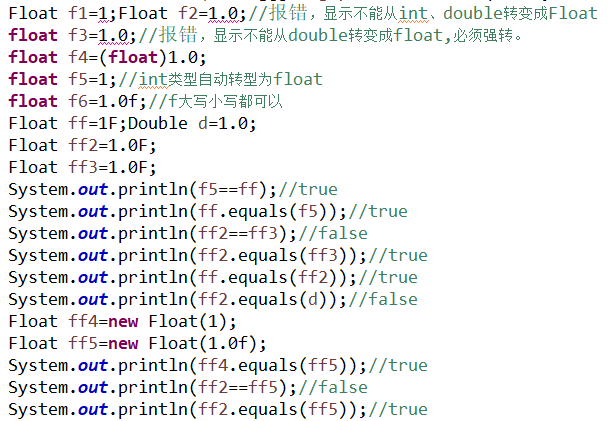 Float f1=1;Float f2=1.0;//报错，显示不能从int、double转变成Float
float f3=1.0;//报错，显示不能从double转变成float,必须强转。
float f4=(float)1.0;
float f5=1;//int类型自动转型为float
float f6=1.0f;//f大写小写都可以
Float ff=1F;Double d=1.0;
Float ff2=1.0F;
Float ff3=1.0F;
System.out.println(f5==ff);//true
System.out.println(ff.equals(f5));//true
System.out.println(ff2==ff3);//false
System.out.println(ff2.equals(ff3));//true
System.out.println(ff.equals(ff2));//true
System.out.println(ff2.equals(d));//false
Float ff4=new Float(1);
Float ff5=new Float(1.0f);
System.out.println(ff4.equals(ff5));//true
System.out.println(ff2==ff5);//false
System.out.println(ff2.equals(ff5));//true